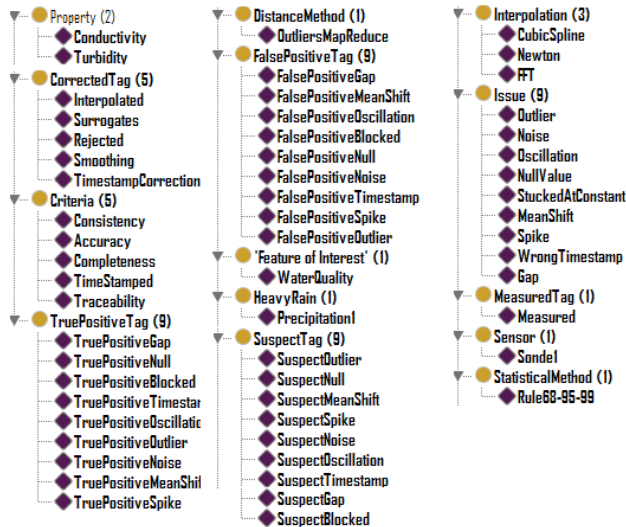 Property (2)
Conductivity
Turbidity
CorrectedTag (5)
Interpolated
Surrogates
Rejected
Smoothing
TimestampCorrection
Criteria (5)
Consistency
Accuracy
Completeness
TimeStamped
Traceability
TruePositiveTag (9)
TruePositiveGap
TruePositiveNull
TruePositiveBlocked
TruePositiveTimestar
TruePositiveOscillatic
TruePositiveOutlier
TruePositiveNoise
TruePositiveMeanShil
TruePositiveSpike
DistanceMethod (1)
OutliersMapReduce
FalsePositiveTag (9)
FalsePositiveGap
FalsePositiveMeanShift
FalsePositiveOscillation
FalsePositiveBlocked
FalsePositiveNull
FalsePositiveNoise
FalsePositiveTimestamp
FalsePositiveSpike
FalsePositiveOutlier
'Feature of Interest' (1)
WaterQuality
HeavyRain (1)
Precipitation1
SuspectTag (9)
SuspectOutlier
SuspectNull
SuspectMeanShift
SuspectSpike
SuspectNoise
SuspectOscillation
SuspectTimestamp
SuspectGap
SuspectBlocked
Interpolation (3)
CubicSpline
Newton
FFT
Issue (9)
Outlier
Noise
Oscillation
NullValue
StuckedAtConstant
MeanShift
Spike
WrongTimestamp
Gap
MeasuredTag (1)
Measured
Sensor (1)
Sonde1
StatisticalMethod (1)
Rule68-95-99